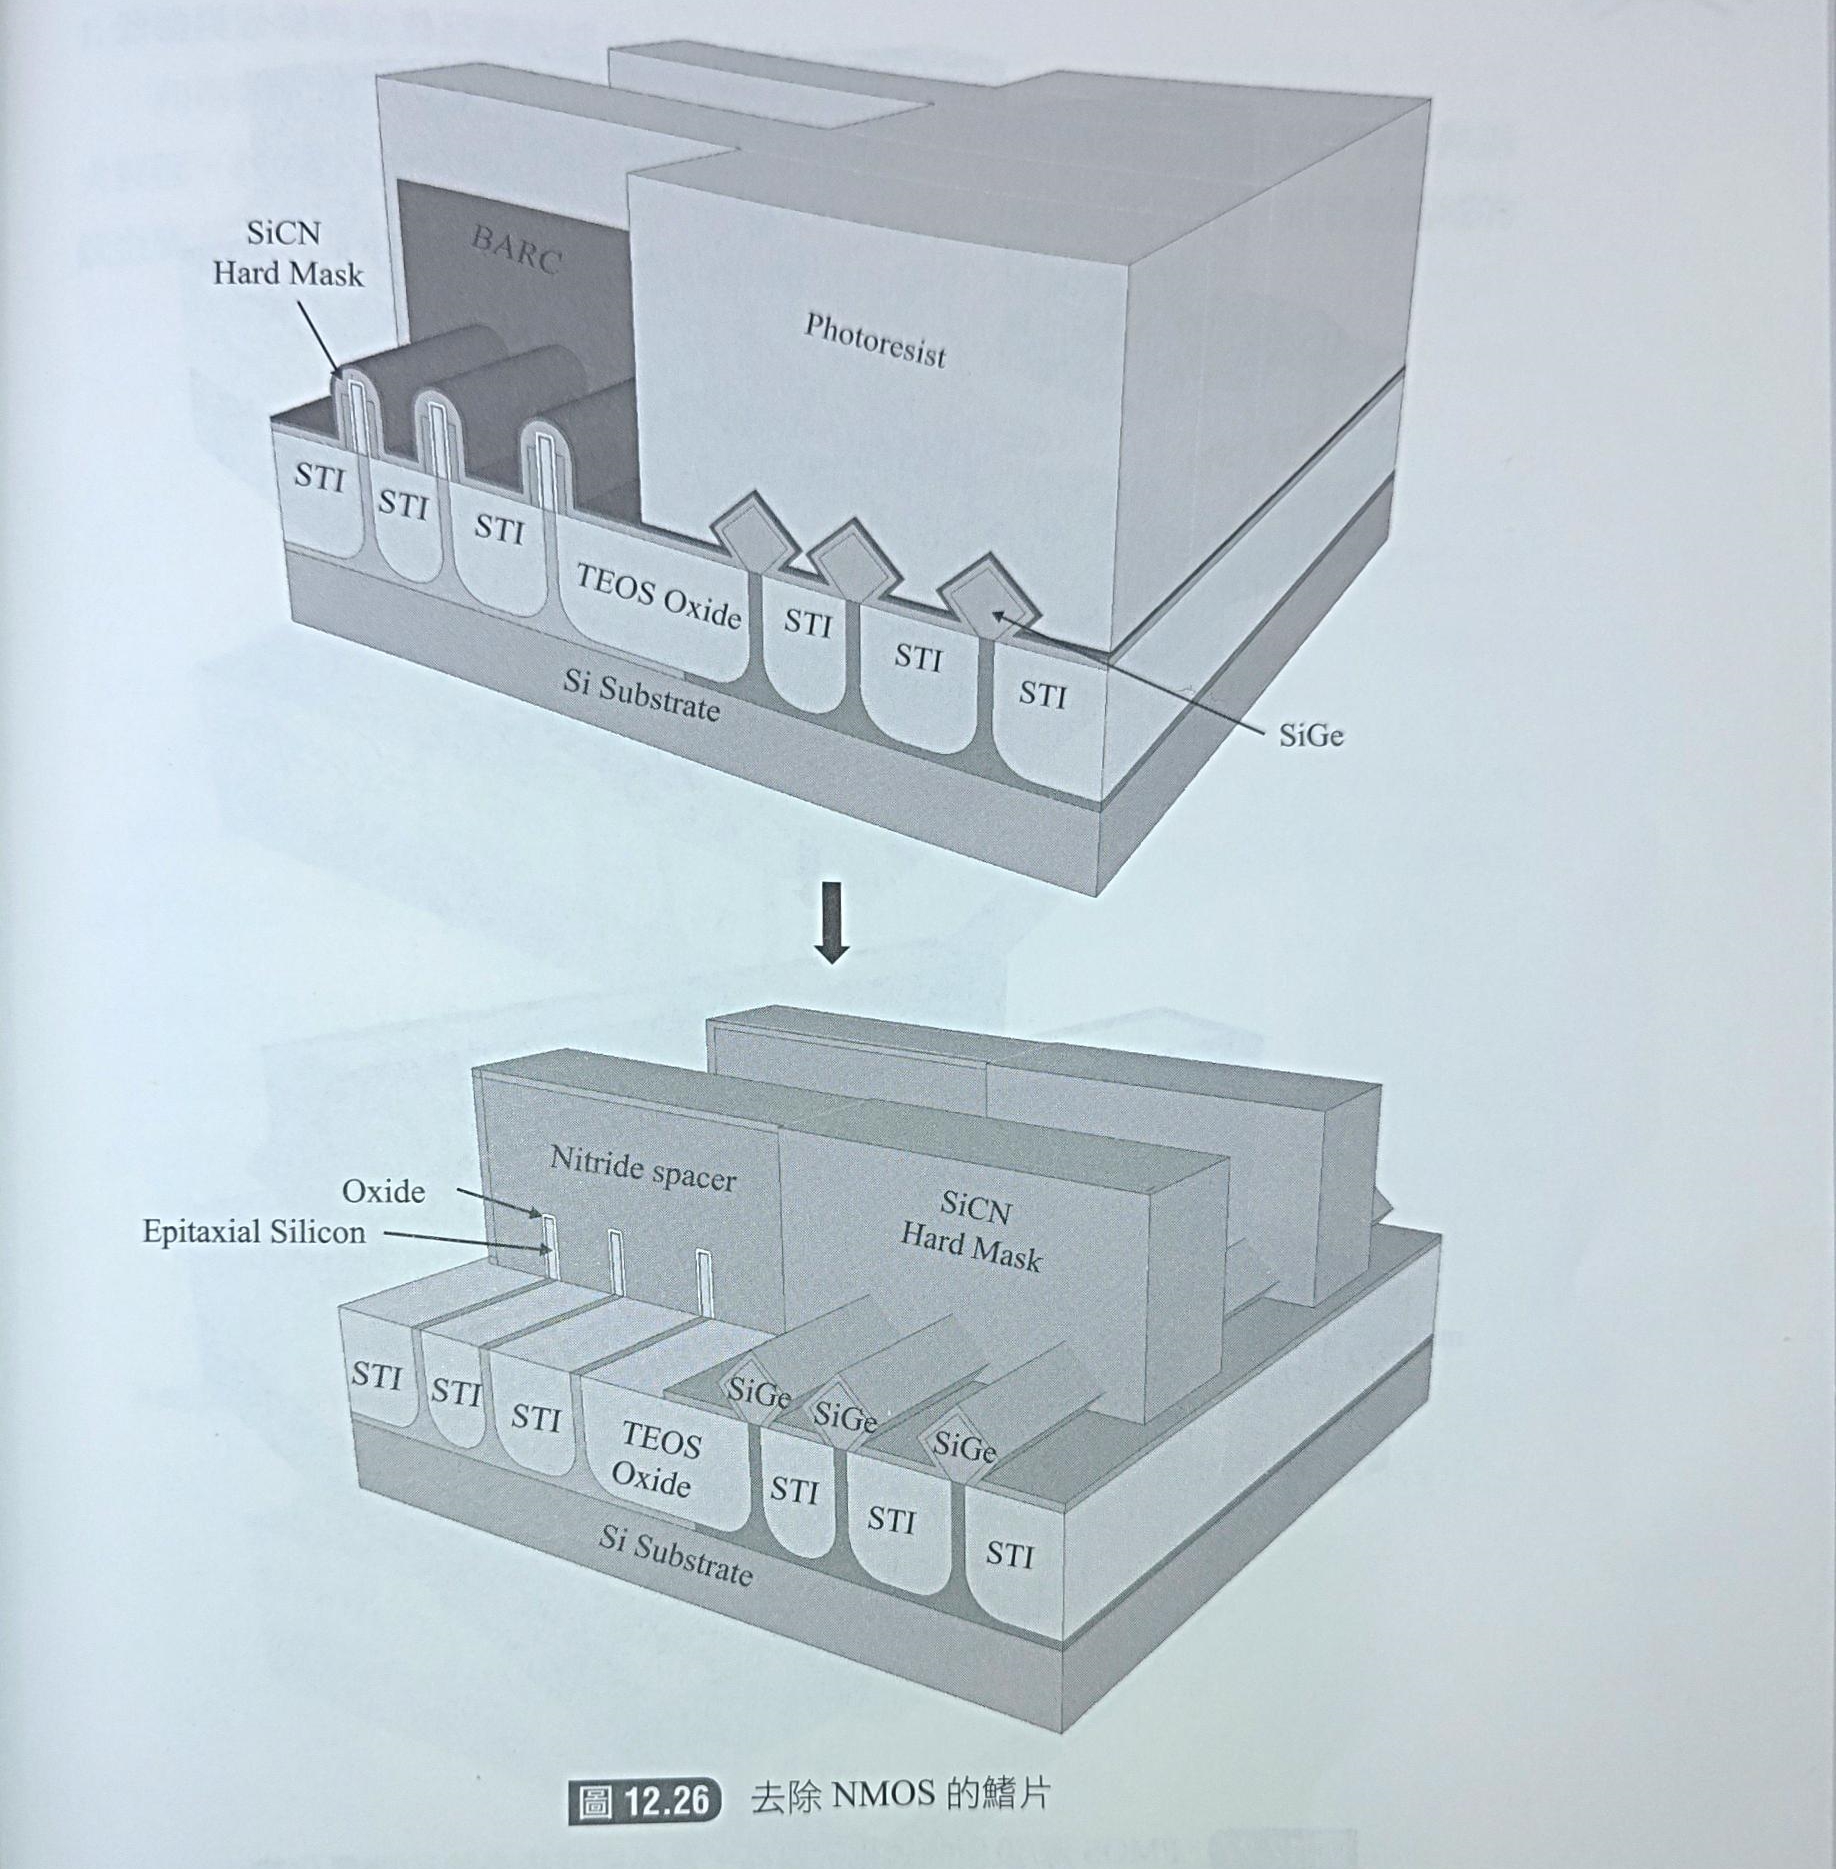 SiCN
Hard Mask
BARC
Photoresist
STI
STI
STI
TEOS Oxide
STI
STI
STI
Si Substrate
SiGe
Oxide
Epitaxial Silicon
Nitride spacer
SiCN
Hard Mask
STI
STI
STI
TEOS
Oxide
SiGe
SiGe
SiGe
STI
STI
STI
Si Substrate
圖 12.26 去除 NMOS 的鰭片